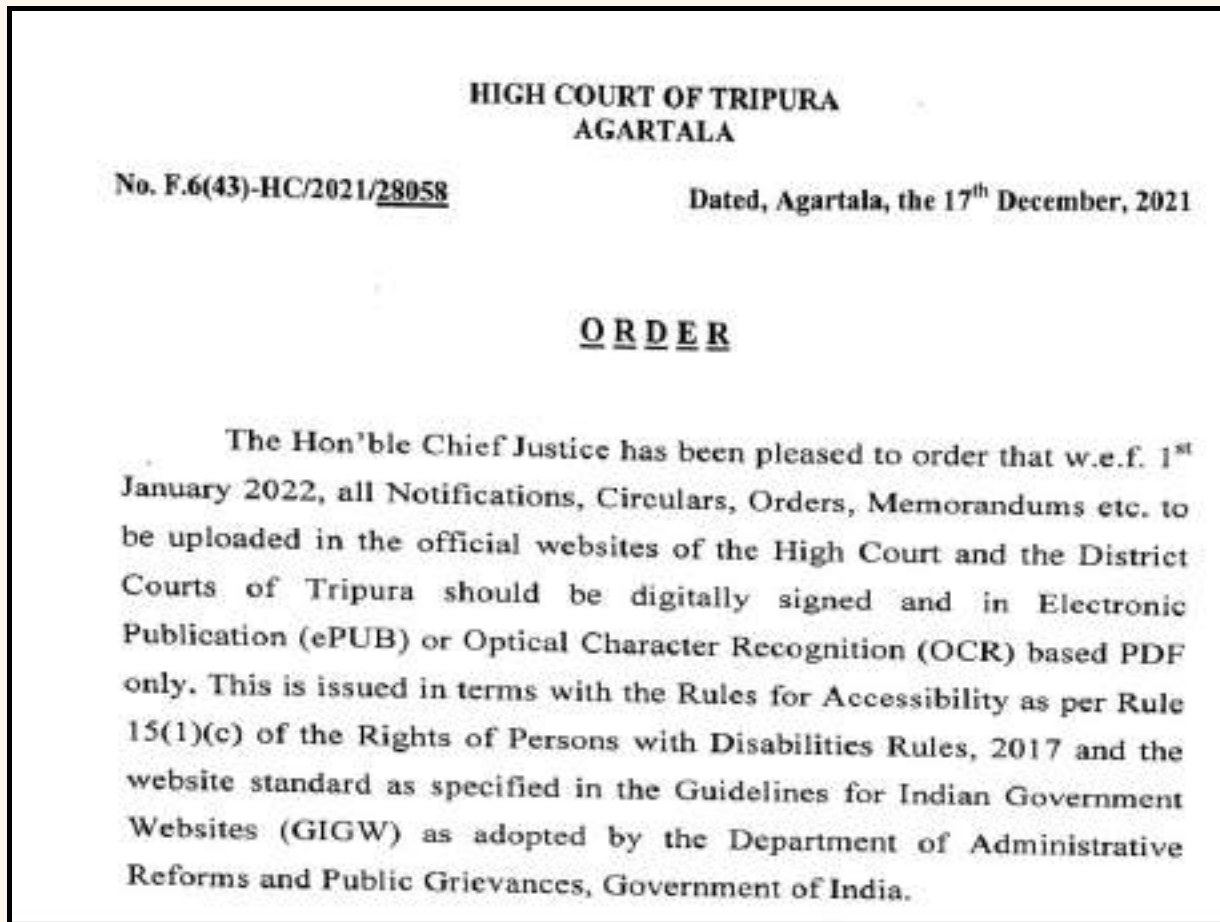 HIGH COURT OF TRIPURA
AGARTALA
No. F.6(43)-HC/2021/28058
Dated, Agartala, the 17th December, 2021
O R D E R
The Hon'ble Chief Justice has been pleased to order that w.e.f. 1st
January 2022, all Notifications, Circulars, Orders, Memorandums etc. to
be uploaded in the official websites of the High Court and the District
Courts of Tripura should be digitally signed and in Electronic
Publication (ePUB) or Optical Character Recognition (OCR) based PDF
only. This is issued in terms with the Rules for Accessibility as per Rule
15(1)(c) of the Rights of Persons with Disabilities Rules, 2017 and the
website standard as specified in the Guidelines for Indian Government
Websites (GIGW) as adopted by the Department of Administrative
Reforms and Public Grievances, Government of India.